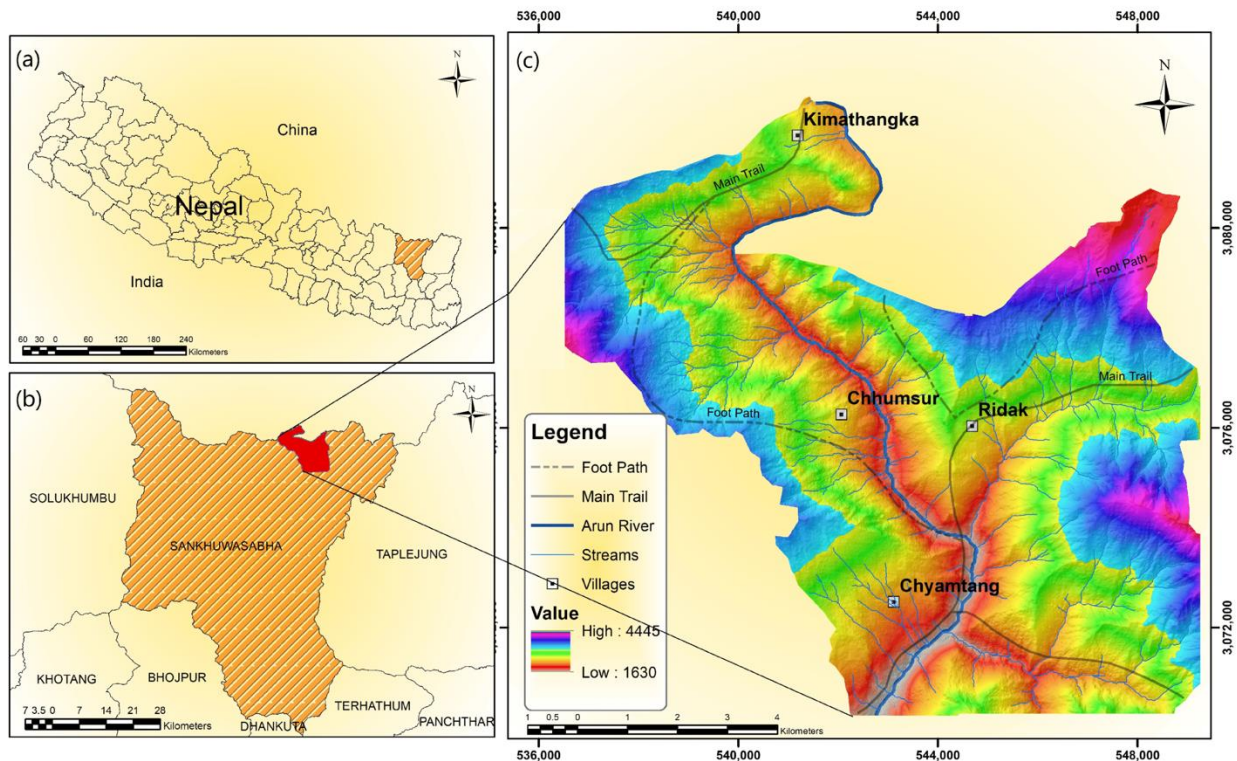 (a)
N
China
Nepal
India
60 30 0 60 120 180 240
Kilometers
(b)
N
SOLUKHUMBU
SANKHUWASABHA
TAPLEJUNG
KHOTANG
BHOJPUR
TERHATHUM
DHANKUTA
PANCHTHAR
7 3.5 0 7 14 21 28
Kilometers
536,000 540,000 544,000 548,000
(c)
N
Kimathangka
Main Trail
3,080,000
Foot Path
Main Trail
Chhumsur
Ridak
Foot Path
3,076,000
Chyamtang
3,072,000
Legend
Foot Path
Main Trail
Arun River
Streams
Villages
Value
High : 4445
Low : 1630
1 0.5 0 1 2 3 4
Kilometers
536,000 540,000 544,000 548,000